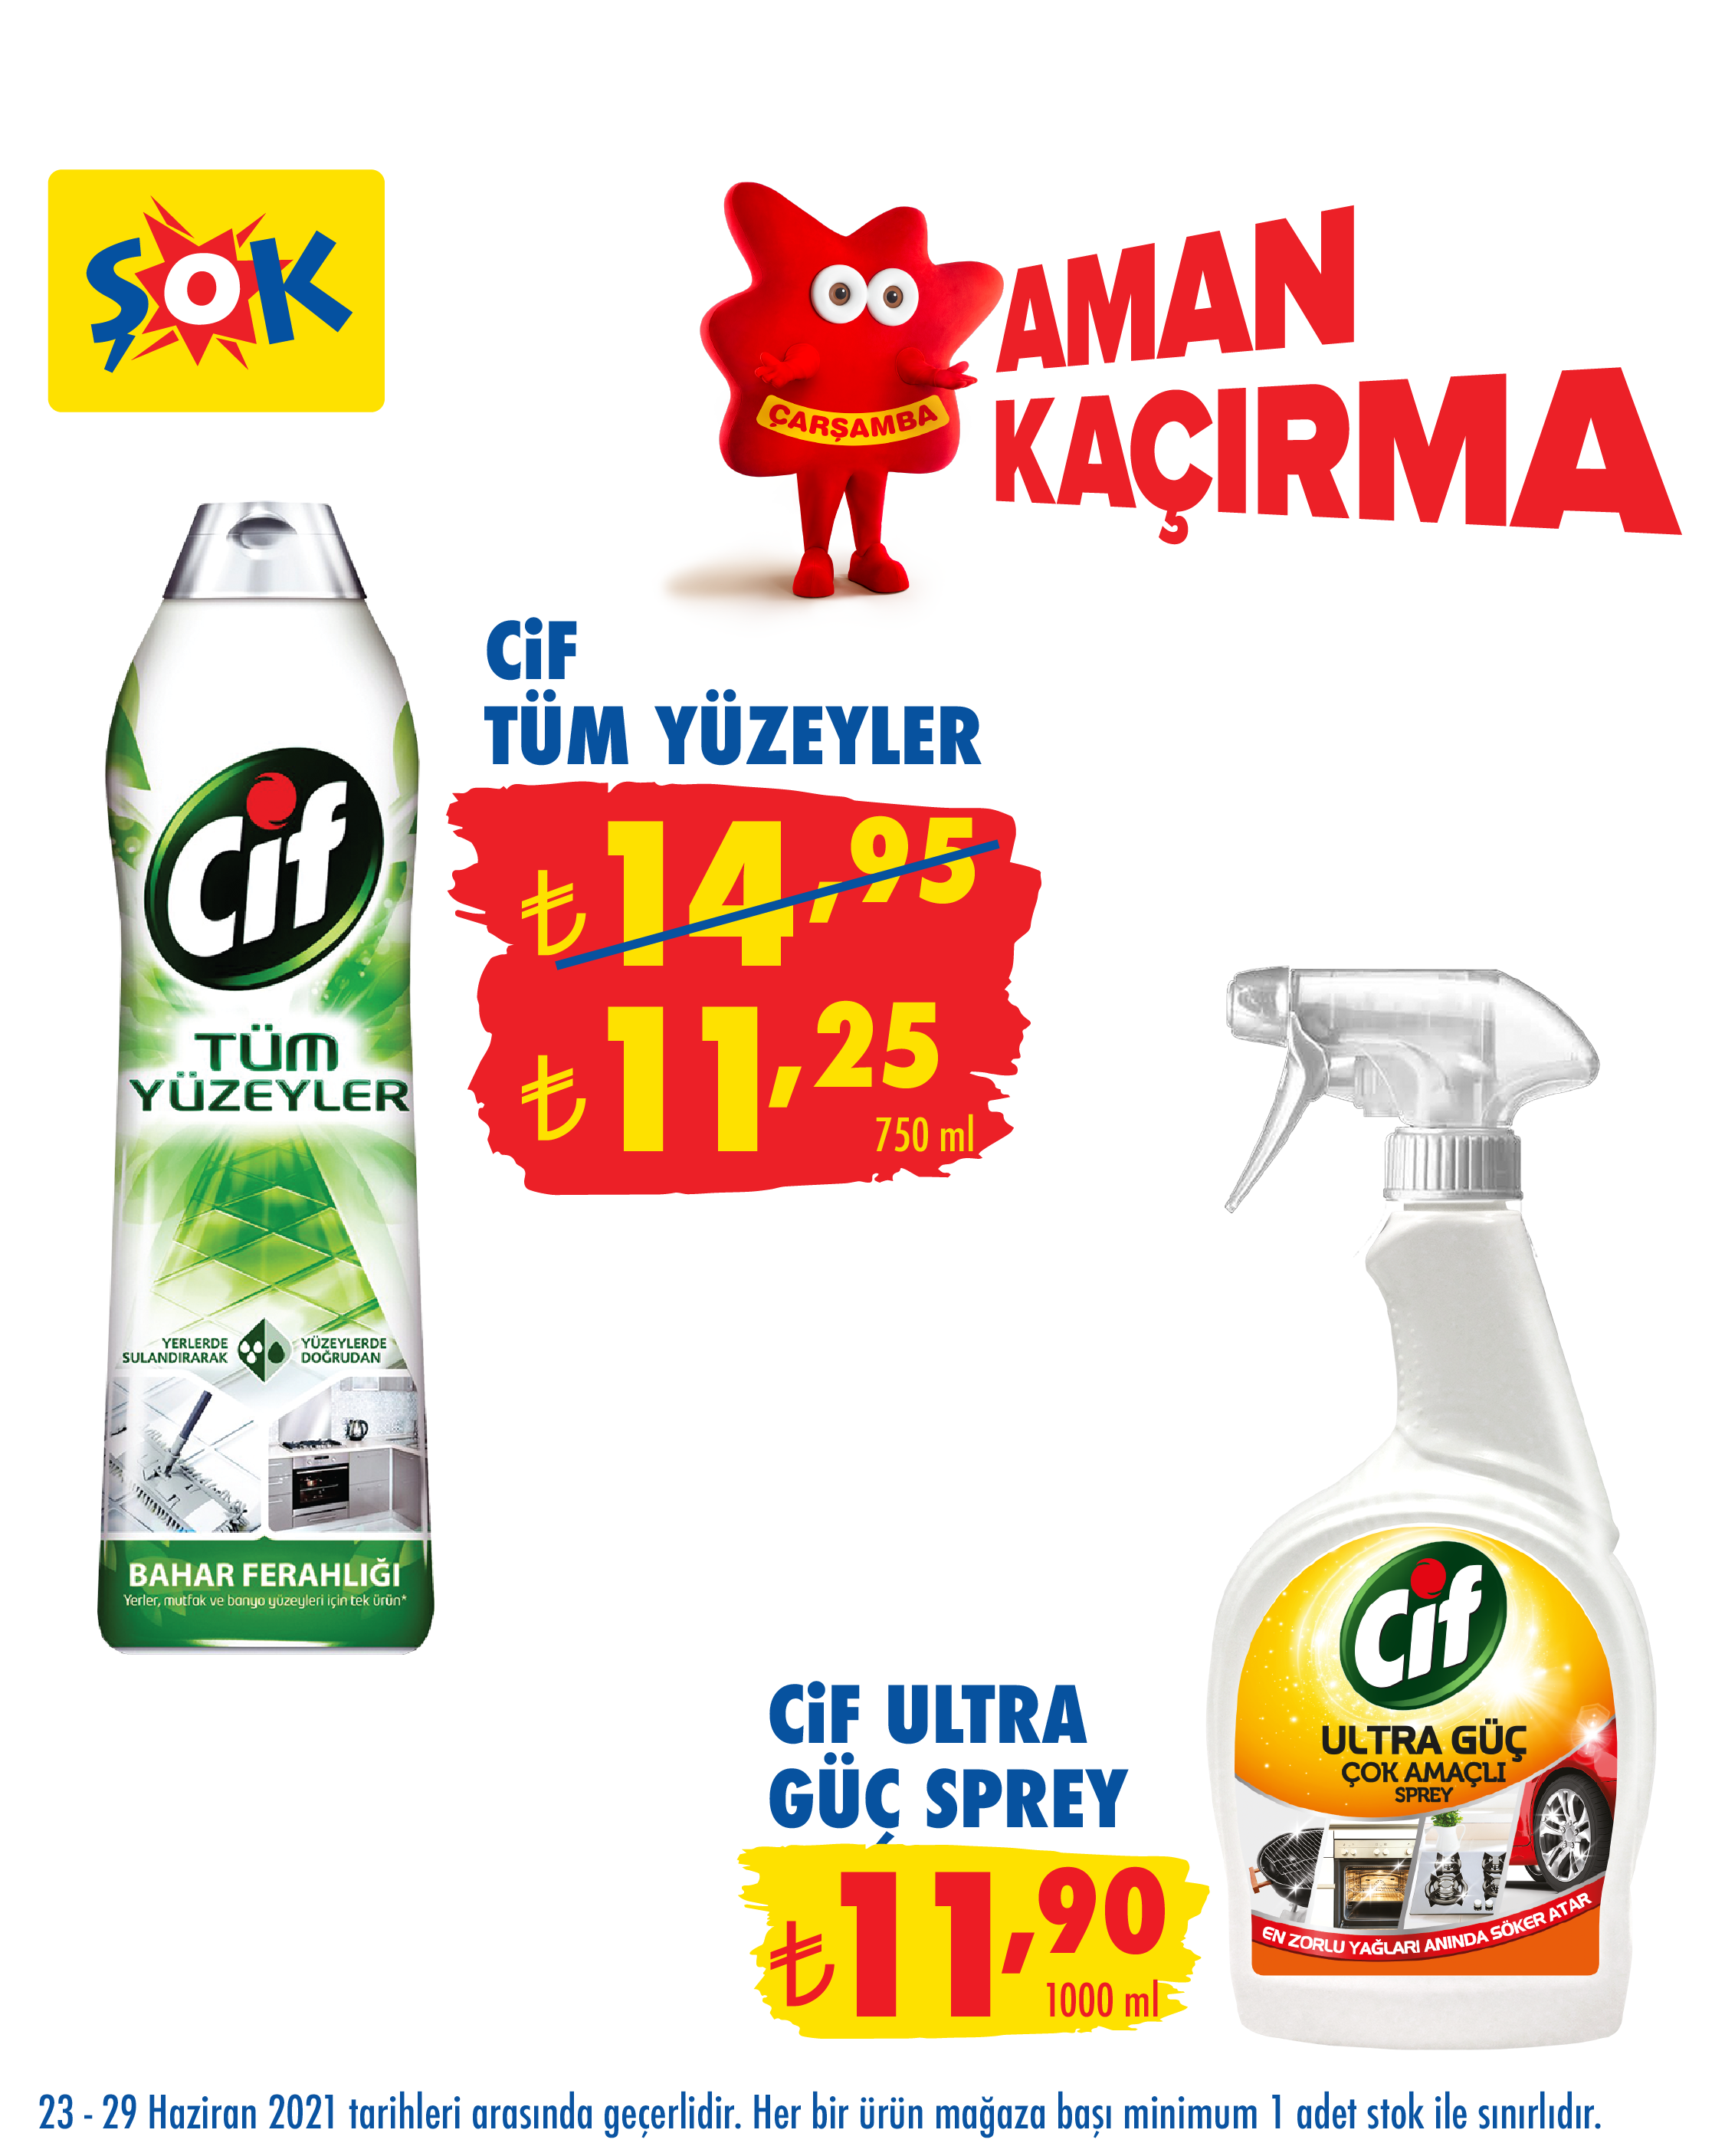 ŞOK
AMAN
KAÇIRMA
ÇARŞAMBA
CİF
TÜM YÜZEYLER
₺14,95
₺11,25
750 ml
Cif
TÜM
YÜZEYLER
YERLERDE
SULANDIRARAK
YÜZEYLERDE
DOĞRUDAN
BAHAR FERAHLIĞI
Yerler, mutfak ve banyo yüzeyleri için tek ürün*
CİF ULTRA
GÜÇ SPREY
₺11,90
1000 ml
Cif
ULTRA GÜÇ
ÇOK AMAÇLI
SPREY
EN ZORLU YAĞLARI ANINDA SÖKER ATAR
23 - 29 Haziran 2021 tarihleri arasında geçerlidir. Her bir ürün mağaza başı minimum 1 adet stok ile sınırlıdır.